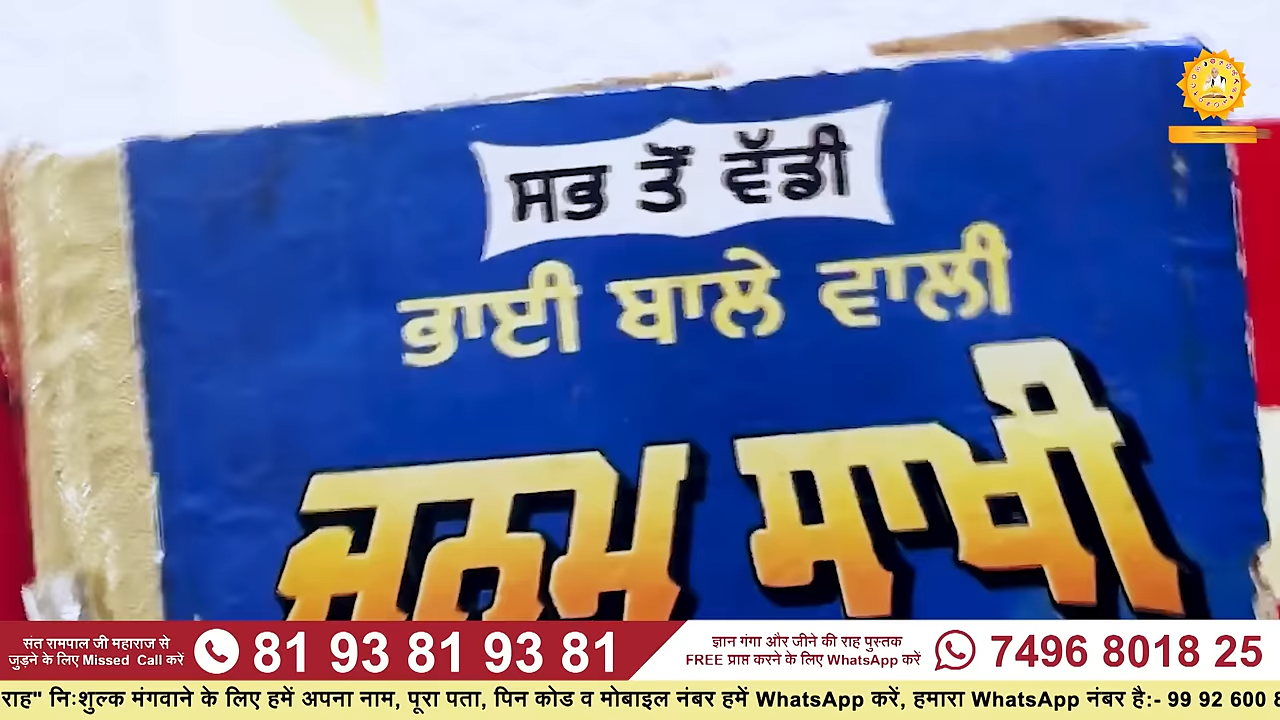 ਸਭ ਤੋਂ ਵੱਡੀ
ਭਾਈ ਬਾਲੇ ਵਾਲੀ
ਜਨਮ ਸਾਖੀ
संत रामपाल जी महाराज से
जुड़ने के लिए Missed Call करें
81 93 81 93 81
ज्ञान गंगा और जीने की राह पुस्तक
FREE प्राप्त करने के लिए WhatsApp करें
7496 8018 25
राह" निःशुल्क मंगवाने के लिए हमें अपना नाम, पूरा पता, पिन कोड व मोबाइल नंबर हमें WhatsApp करें, हमारा WhatsApp नंबर है:- 99 92 600